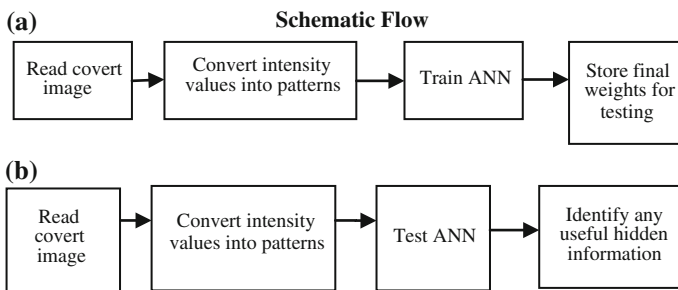 (a)
Schematic Flow
Read covert
image
Convert intensity
values into patterns
Train ANN
Store final
weights for
testing
(b)
Read
covert
image
Convert intensity
values into patterns
Test ANN
Identify any
useful hidden
information